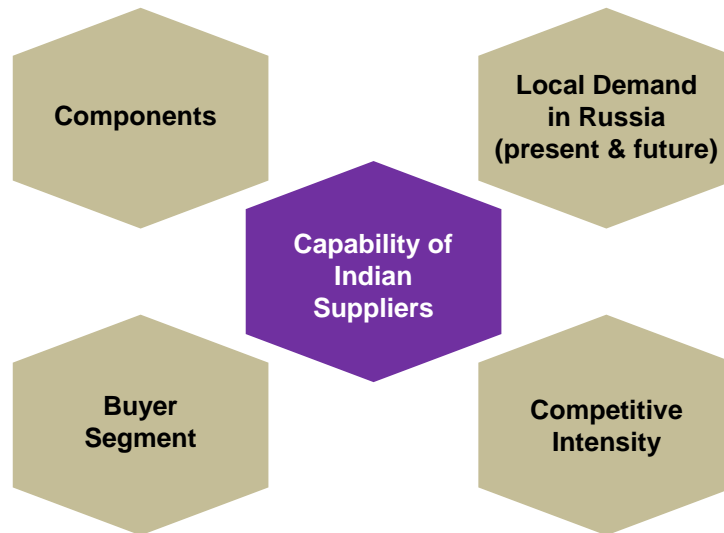 Components
Local Demand
in Russia
(present & future)
Capability of
Indian
Suppliers
Buyer
Segment
Competitive
Intensity